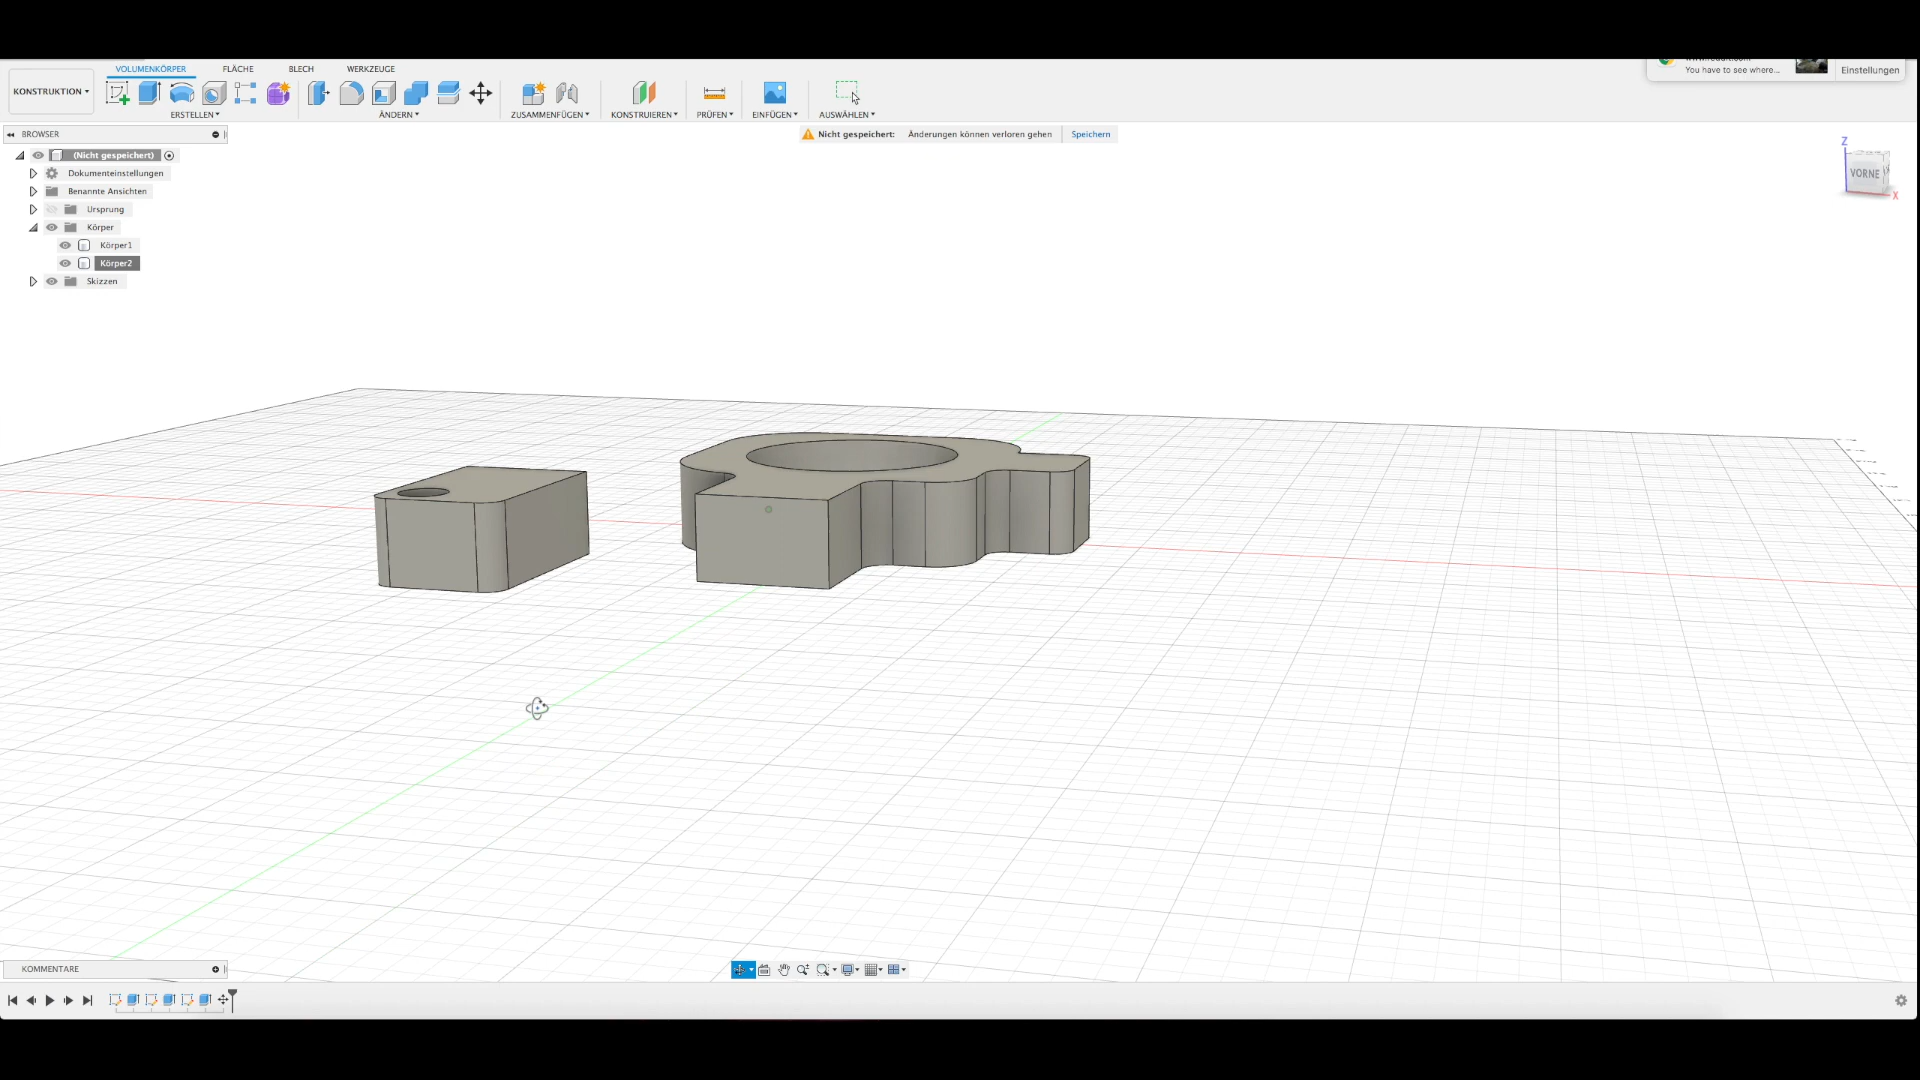 VOLUMENKÖRPER FLÄCHE BLECH WERKZEUGE
You have to see where...
Einstellungen
KONSTRUKTION
ERSTELLEN ÄNDERN ZUSAMMENFÜGEN KONSTRUIEREN PRÜFEN EINFÜGEN AUSWÄHLEN
BROWSER
Nicht gespeichert: Änderungen können verloren gehen Speichern
(Nicht gespeichert)
Dokumenteinstellungen
Benannte Ansichten
Ursprung
Körper
Körper1
Körper2
Skizzen
Z
VORNE
X
KOMMENTARE